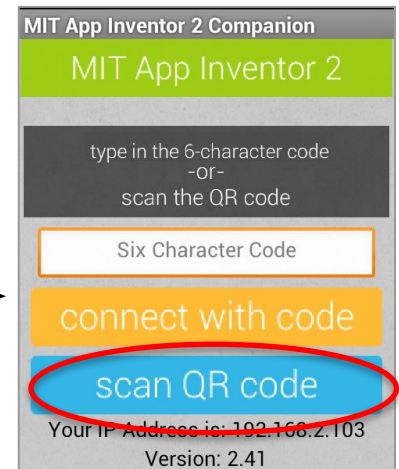 MIT App Inventor 2 Companion
MIT App Inventor 2
type in the 6-character code
-or-
scan the QR code
Six Character Code
connect with code
scan QR code
Your IP Address is: 192.168.2.103
Version: 2.41